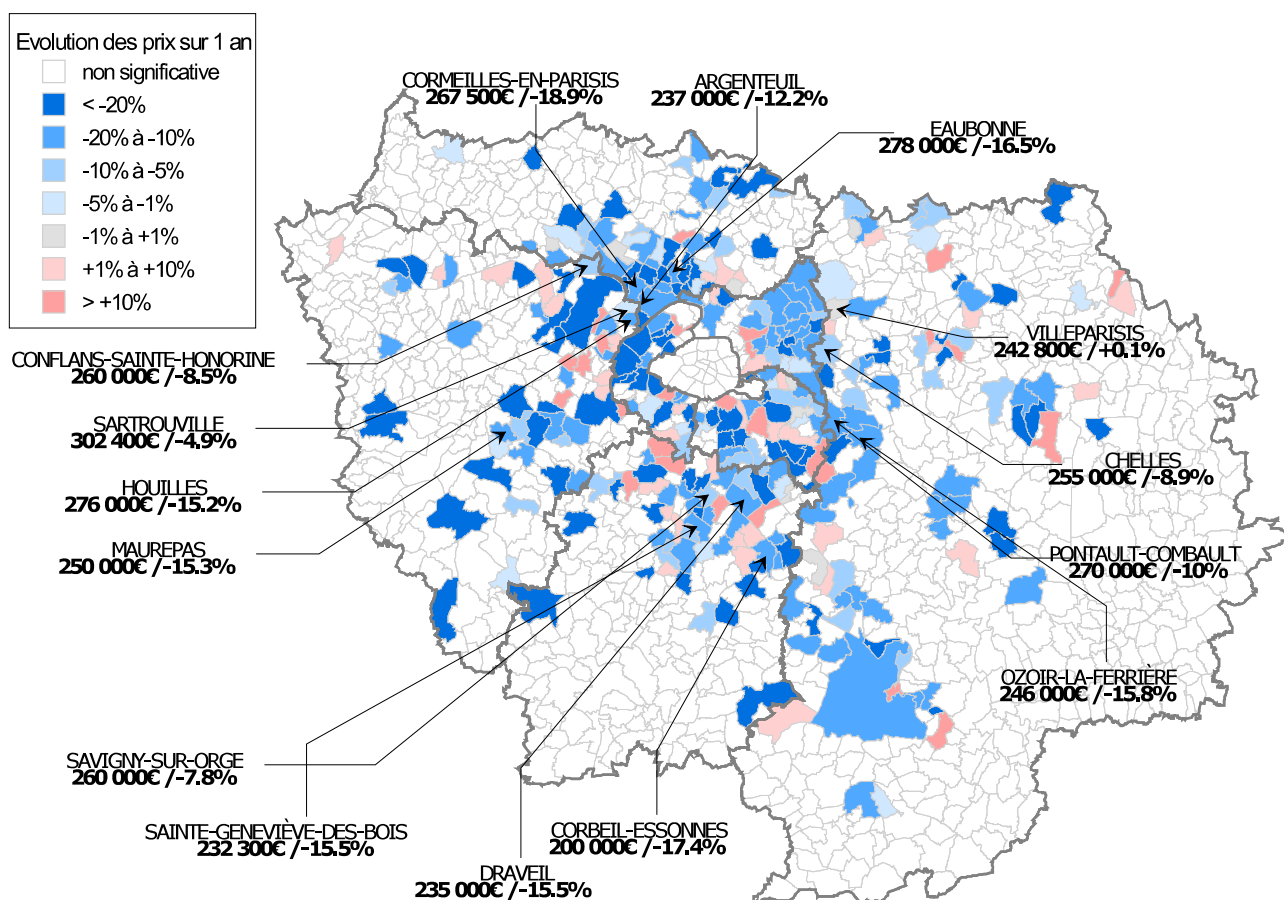 Evolution des prix sur 1 an
non significative
< -20%
-20% à -10%
-10% à -5%
-5% à -1%
-1% à +1%
+1% à +10%
> +10%
CORMEILLES-EN-PARISIS
267 500€ /-18.9%
ARGENTEUIL
237 000€ /-12.2%
EAUBONNE
278 000€ /-16.5%
VILLEPARISIS
242 800€ /+0.1%
CONFLANS-SAINTE-HONORINE
260 000€ /-8.5%
SARTROUVILLE
302 400€ /-4.9%
CHELLES
255 000€ /-8.9%
HOUILLES
276 000€ /-15.2%
MAUREPAS
250 000€ /-15.3%
PONTAULT-COMBAULT
270 000€ /-10%
OZOIR-LA-FERRIÈRE
246 000€ /-15.8%
SAVIGNY-SUR-ORGE
260 000€ /-7.8%
SAINTE-GENEVIÈVE-DES-BOIS
232 300€ /-15.5%
CORBEIL-ESSONNES
200 000€ /-17.4%
DRAVEIL
235 000€ /-15.5%